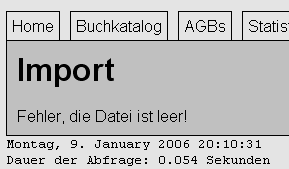 Home Buchkatalog AGBs Statist
Import
Fehler, die Datei ist leer!
Montag, 9. January 2006 20:10:31
Dauer der Abfrage: 0.054 Sekunden